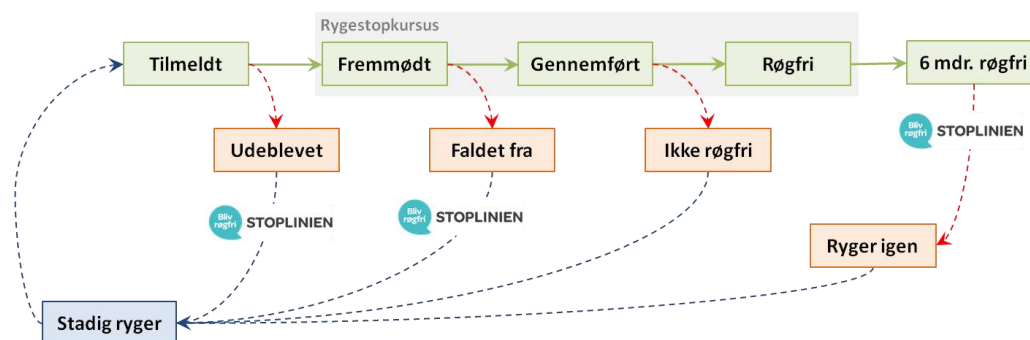 Rygestopkursus
Tilmeldt
Fremmødt
Gennemført
Røgfri
6 mdr. røgfri
Udeblevet
Faldet fra
Ikke røgfri
Bliv
røgfri
STOPLINIEN
Bliv
røgfri
STOPLINIEN
Bliv
røgfri
STOPLINIEN
Ryger igen
Stadig ryger